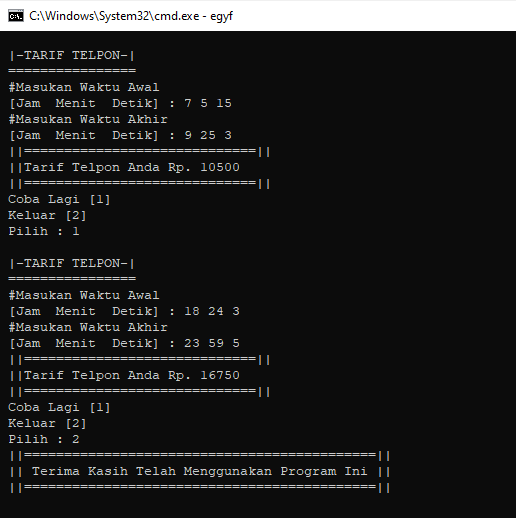 C:\Windows\System32\cmd.exe - egyf
|-TARIF TELPON-|
================
#Masukan Waktu Awal
[Jam  Menit  Detik] : 7 5 15
#Masukan Waktu Akhir
[Jam  Menit  Detik] : 9 25 3
||=============================||
||Tarif Telpon Anda Rp. 10500
||=============================||
Coba Lagi [1]
Keluar [2]
Pilih : 1
|-TARIF TELPON-|
================
#Masukan Waktu Awal
[Jam  Menit  Detik] : 18 24 3
#Masukan Waktu Akhir
[Jam  Menit  Detik] : 23 59 5
||=============================||
||Tarif Telpon Anda Rp. 16750
||=============================||
Coba Lagi [1]
Keluar [2]
Pilih : 2
||============================================||
|| Terima Kasih Telah Menggunakan Program Ini ||
||============================================||